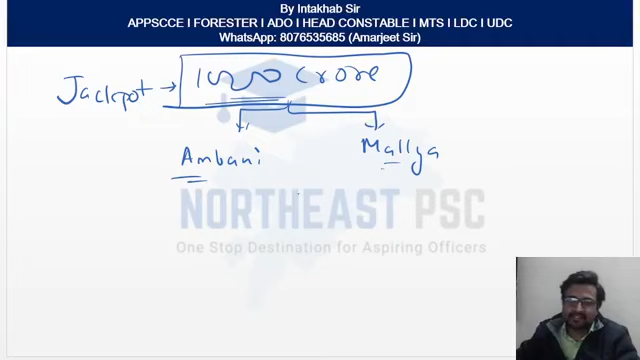 By Intakhab Sir
APPSCCE I FORESTER I ADO I HEAD CONSTABLE I MTS I LDC I UDC
WhatsApp: 8076535685 (Amarjeet Sir)
Jackpot → Crore
Ambani Mallya
NORTHEAST PSC
One Stop Destination for Aspiring Officers